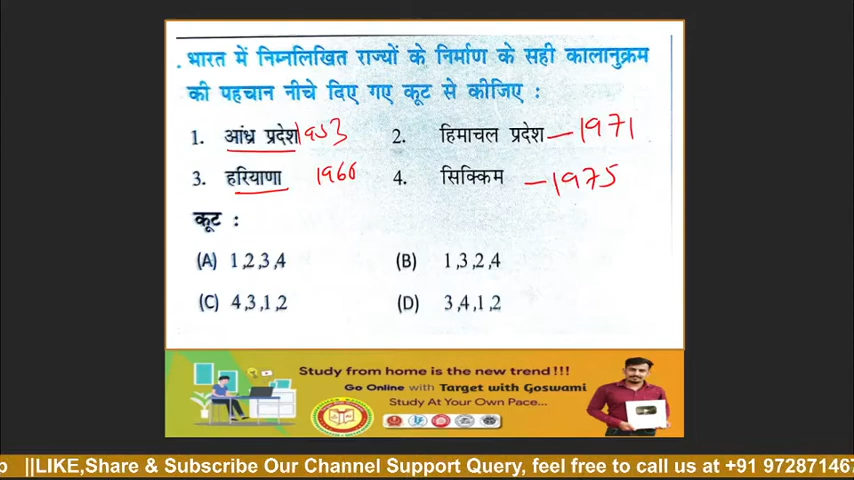 . भारत में निम्नलिखित राज्यों के निर्माण के सही कालानुक्रम
की पहचान नीचे दिए गए कूट से कीजिए :
1. आंध्र प्रदेश 1953 2. हिमाचल प्रदेश — 1971
3. हरियाणा 1966 4. सिक्किम — 1975
कूट :
(A) 1,2,3,4 (B) 1,3,2,4
(C) 4,3,1,2 (D) 3,4,1,2
Study from home is the new trend !!!
Go Online with Target with Goswami
Study At Your Own Pace...
p ||LIKE,Share & Subscribe Our Channel Support Query, feel free to call us at +91 972871467